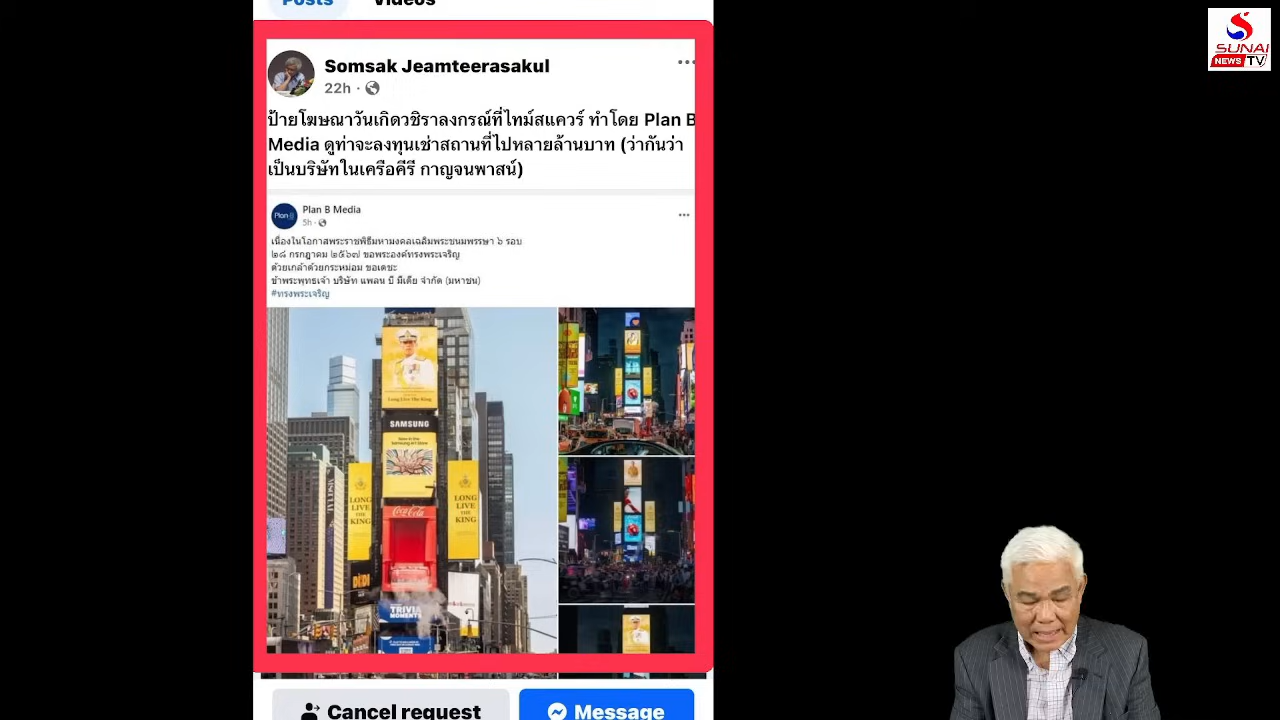 Posts Videos
SUNAI
NEWS TV
Somsak Jeamteerasakul
22h
ป้ายโฆษณาวันเกิดวชิราลงกรณ์ที่ไทม์สแควร์ ทำโดย Plan B
Media ดูท่าจะลงทุนเช่าสถานที่ไปหลายล้านบาท (ว่ากันว่า
เป็นบริษัทในเครือคีรี กาญจนพาสน์)
Plan B
Plan B Media
5h
เนื่องในโอกาสพระราชพิธีมหามงคลเฉลิมพระชนมพรรษา ๖ รอบ
๒๘ กรกฎาคม ๒๕๖๗ ขอพระองค์ทรงพระเจริญ
ด้วยเกล้าด้วยกระหม่อม ขอเดชะ
ข้าพระพุทธเจ้า บริษัท แพลน บี มีเดีย จำกัด (มหาชน)
#ทรงพระเจริญ
Long Live The King
SAMSUNG
Coca-Cola
LONG
LIVE
THE
KING
LONG
LIVE
THE
KING
TRIVIA
MOMENTS
Cancel request
Message